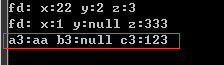 fd: x:22 y:2 z:3
fd: x:1 y:null z:333
a3:aa b3:null c3:123